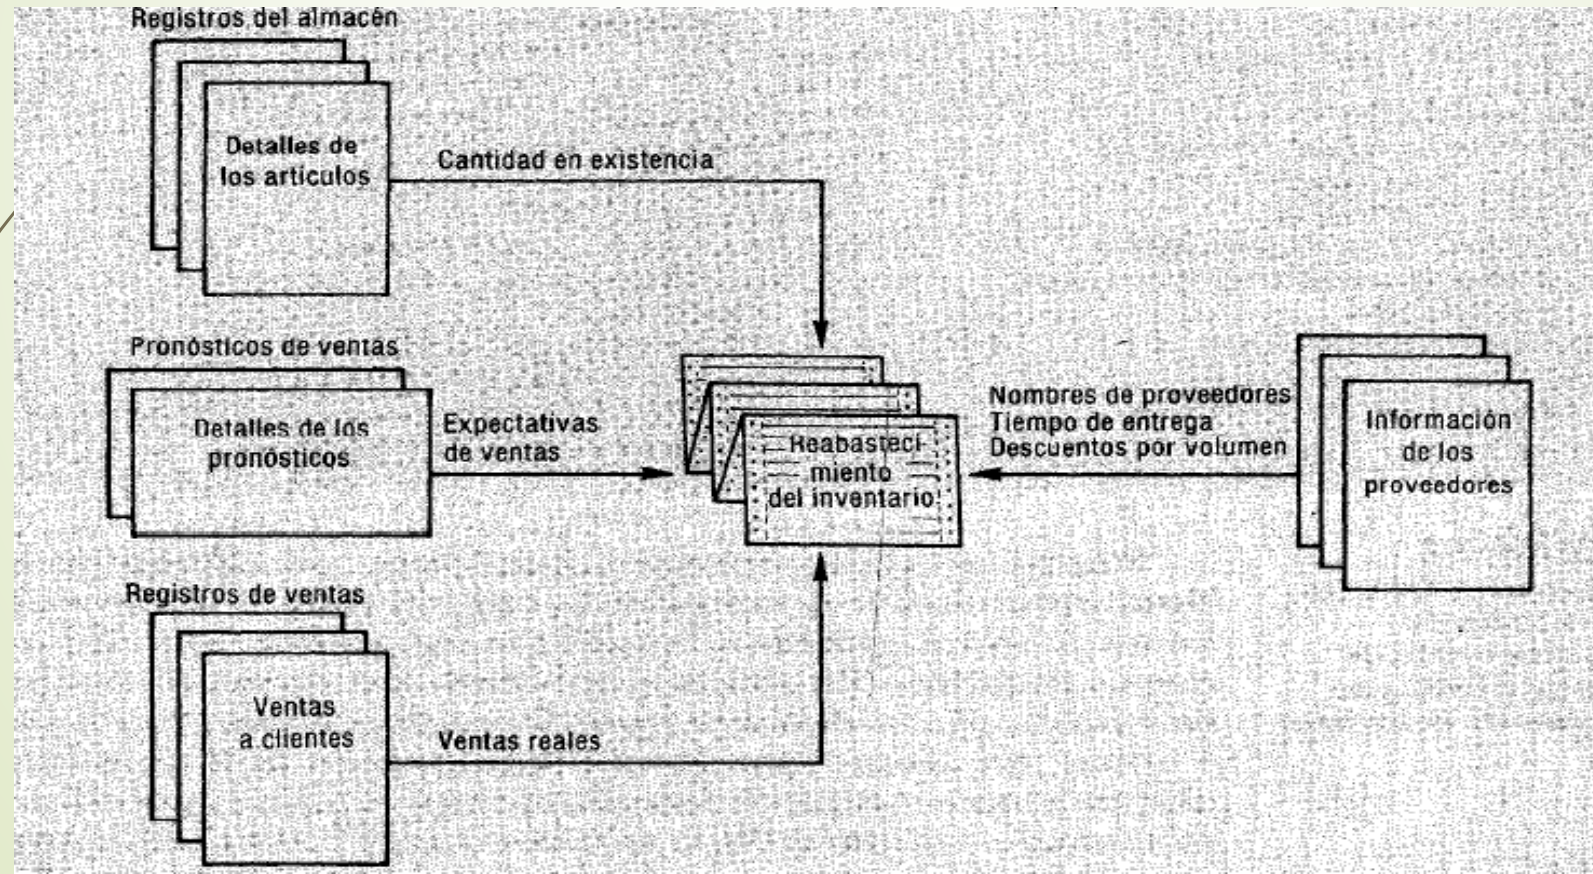 Registros del almacén
Detalles de
los artículos
Cantidad en existencia
Pronósticos de ventas
Detalles de los
pronósticos
Expectativas
de ventas
Reabasteci-
miento
del inventario
Nombres de proveedores
Tiempo de entrega
Descuentos por volumen
Información
de los
proveedores
Registros de ventas
Ventas
a clientes
Ventas reales